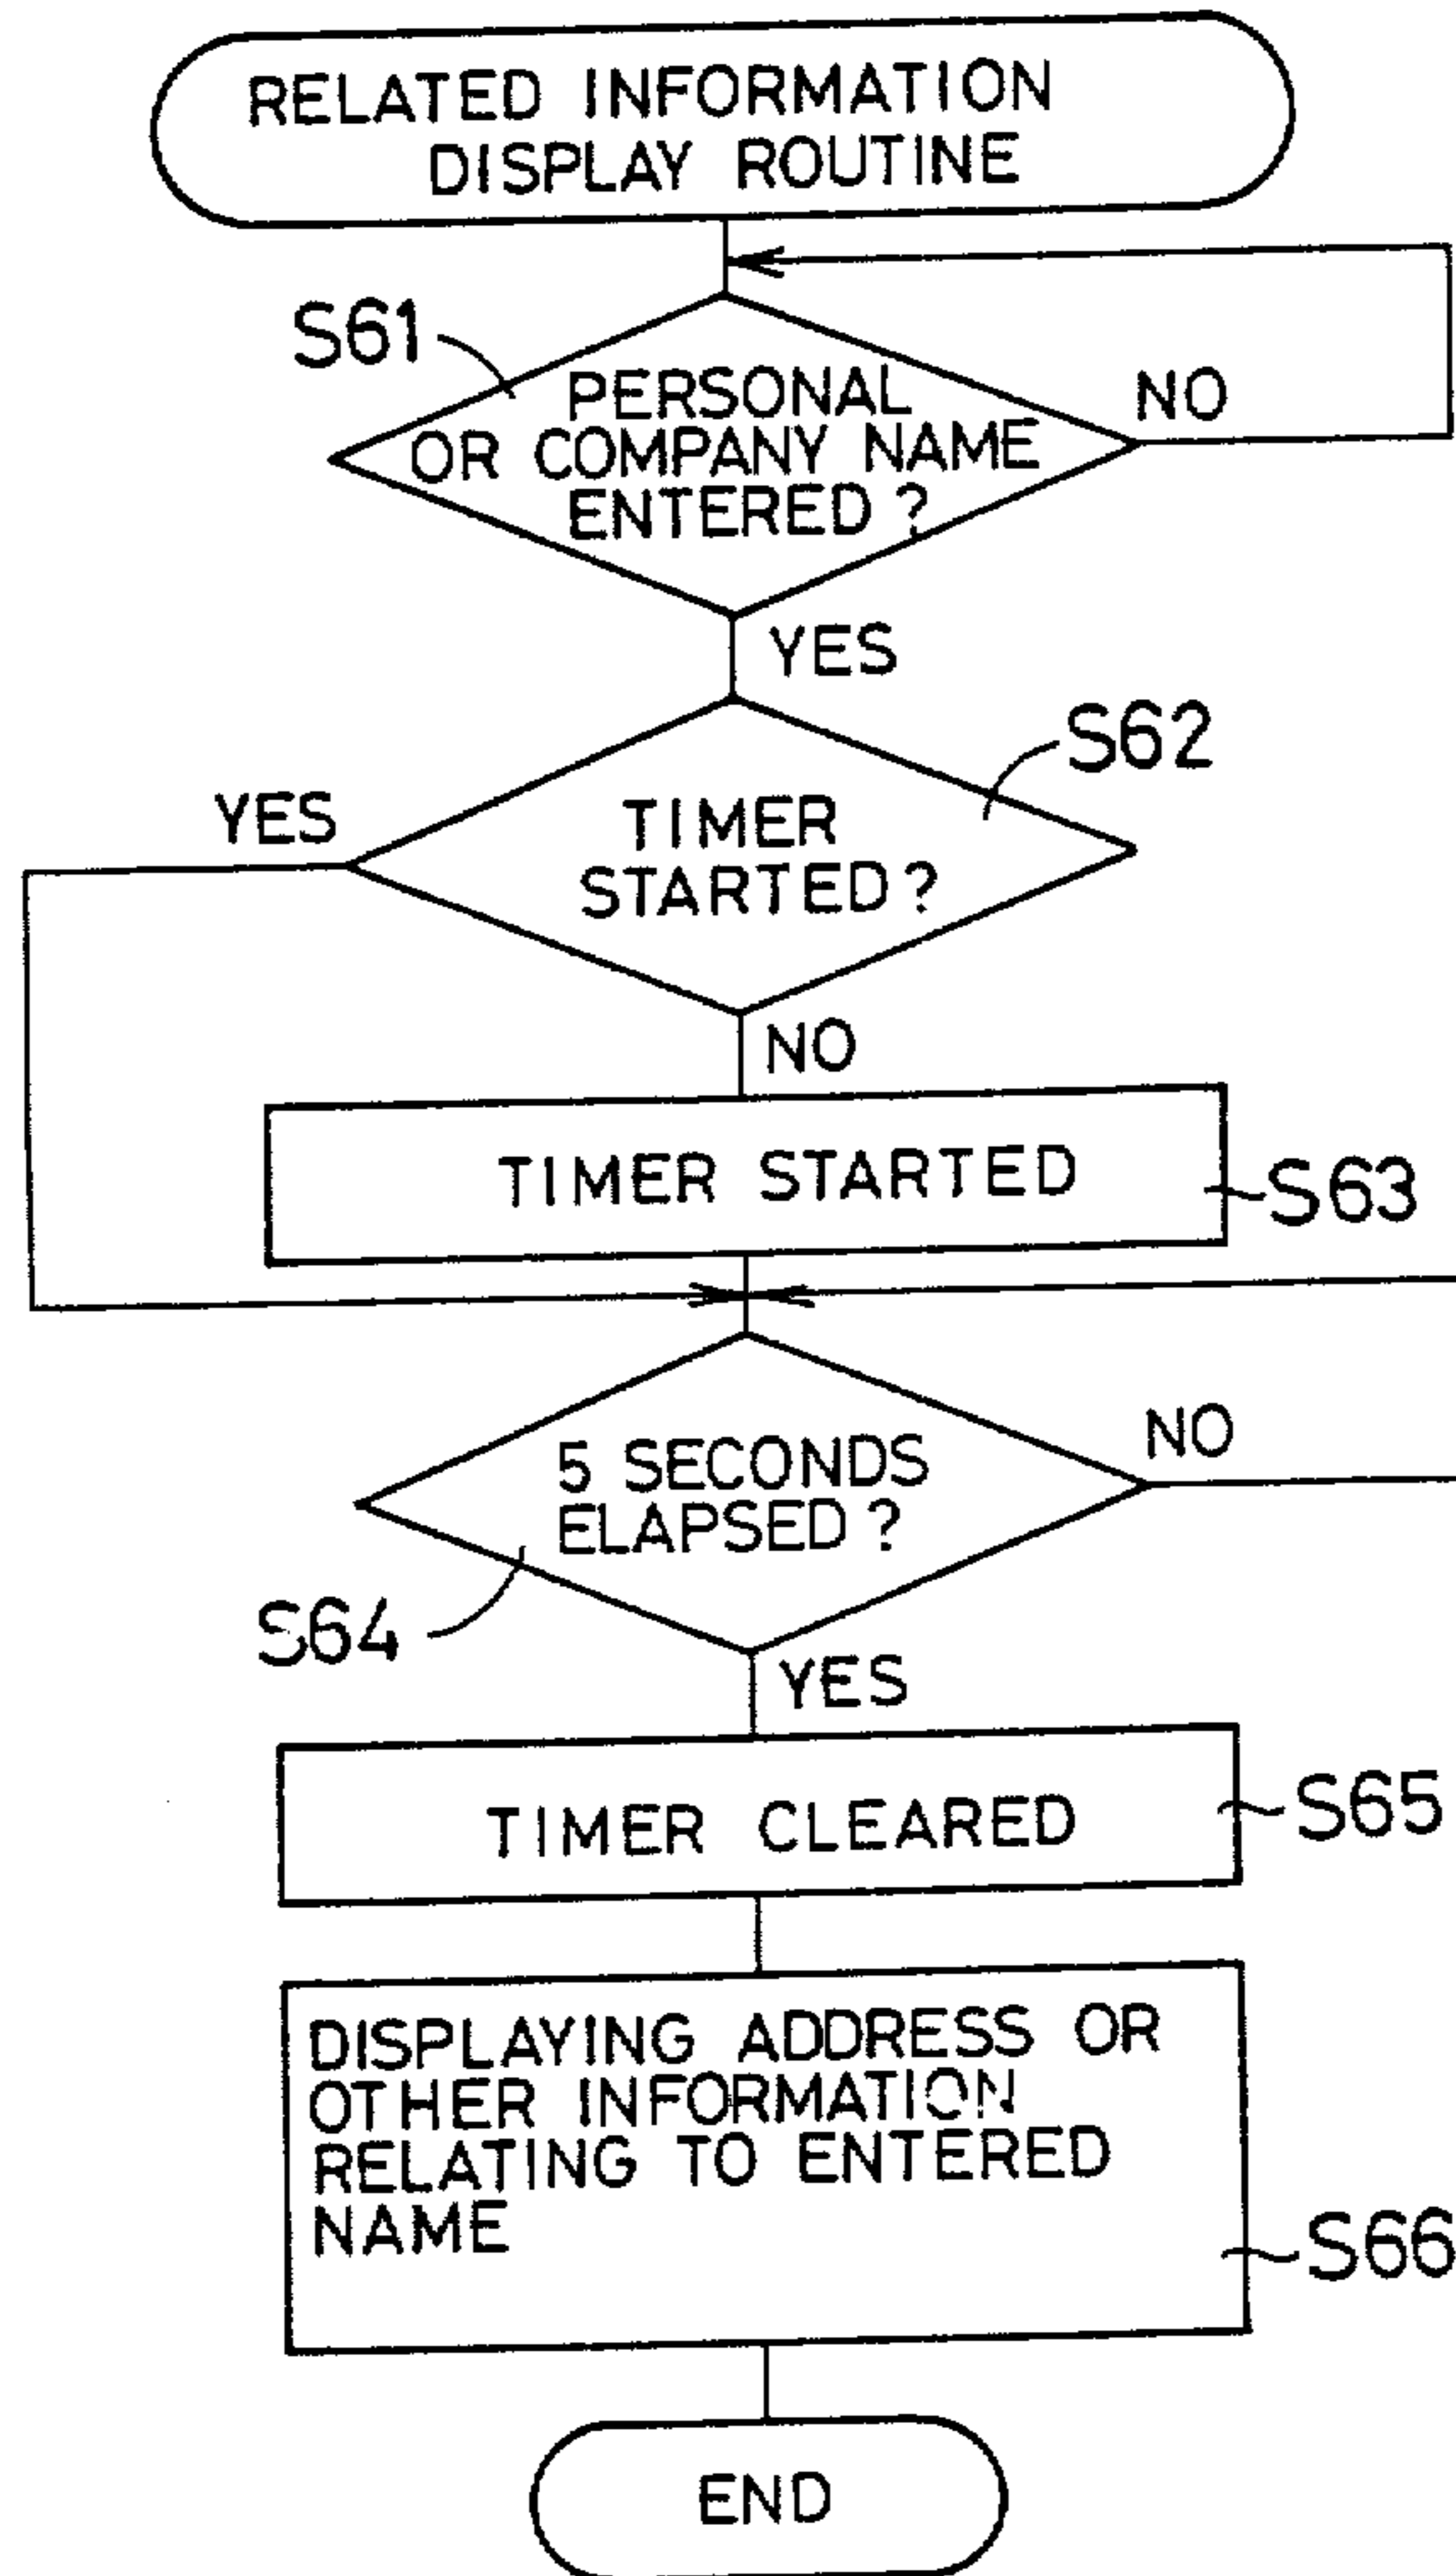 RELATED INFORMATION
DISPLAY ROUTINE
S61
PERSONAL
OR COMPANY NAME
ENTERED?
NO
YES
S62
YES
TIMER
STARTED?
NO
TIMER STARTED
S63
5 SECONDS
ELAPSED?
NO
S64
YES
TIMER CLEARED
S65
DISPLAYING ADDRESS OR
OTHER INFORMATION
RELATING TO ENTERED
NAME
S66
END